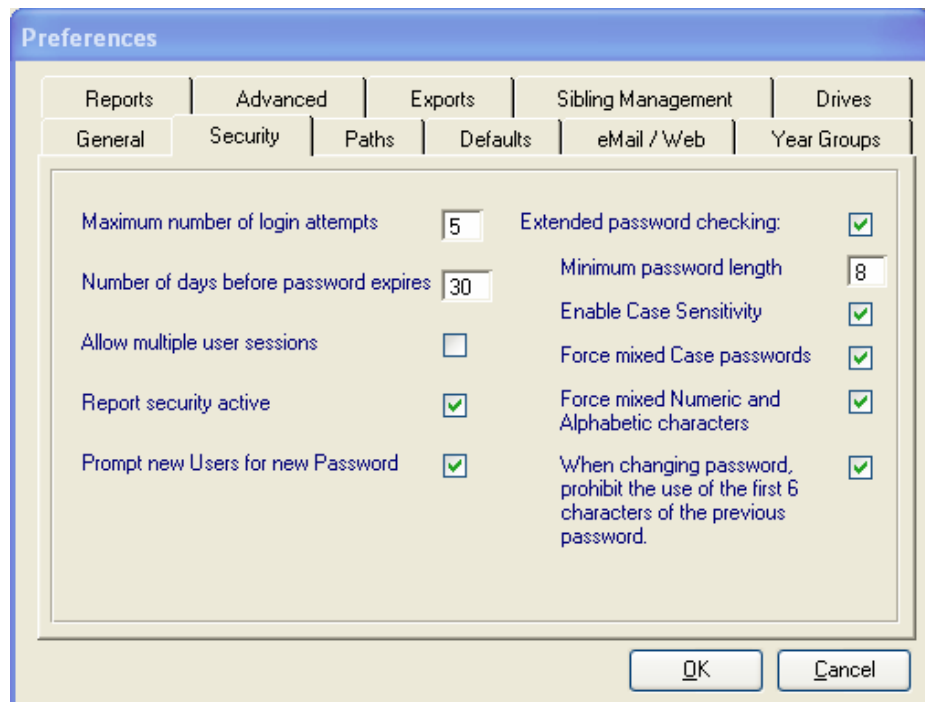 Preferences
Reports
Advanced
Exports
Sibling Management
Drives
General
Security
Paths
Defaults
eMail / Web
Year Groups
Maximum number of login attempts
5
Number of days before password expires
30
Allow multiple user sessions
Report security active
Prompt new Users for new Password
Extended password checking:
Minimum password length
8
Enable Case Sensitivity
Force mixed Case passwords
Force mixed Numeric and
Alphabetic characters
When changing password,
prohibit the use of the first 6
characters of the previous
password.
OK
Cancel